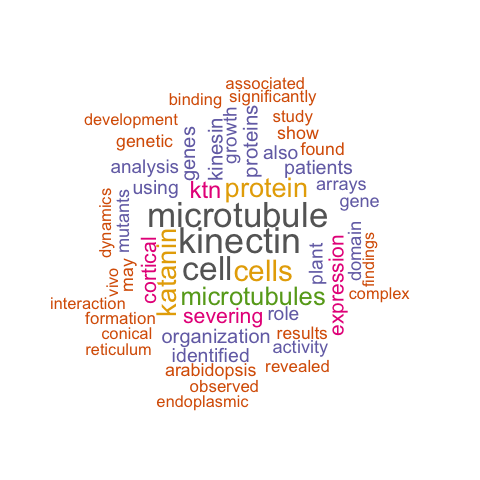 associated
binding significantly
development growth study
genetic genes kinesin proteins show
analysis also found
using ktn protein patients arrays
dynamics mutants microtubule gene
cortical katanin kinectin plant domain findings
vivo may cell cells expression
interaction microtubules complex
formation severing role
conical organization results
reticulum identified activity
arabidopsis revealed
observed
endoplasmic